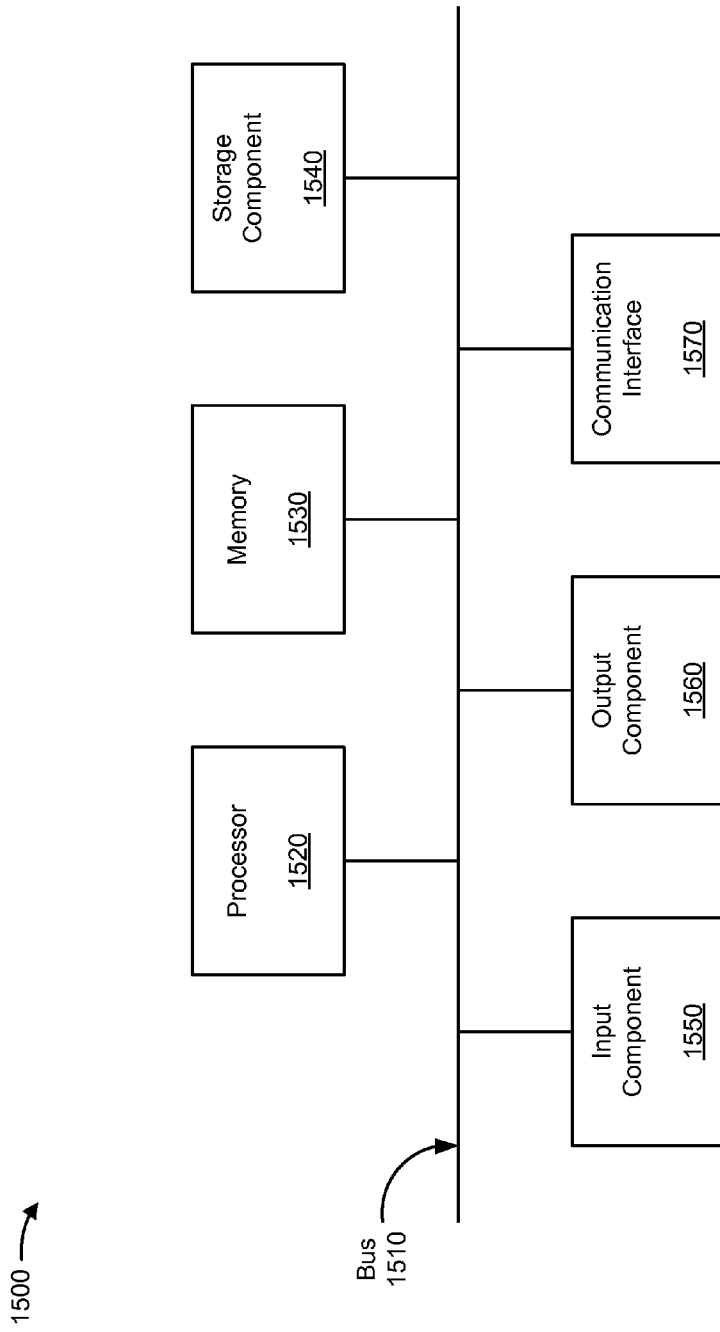 1500
Bus
1510
Processor
1520
Memory
1530
Storage
Component
1540
Input
Component
1550
Output
Component
1560
Communication
Interface
1570